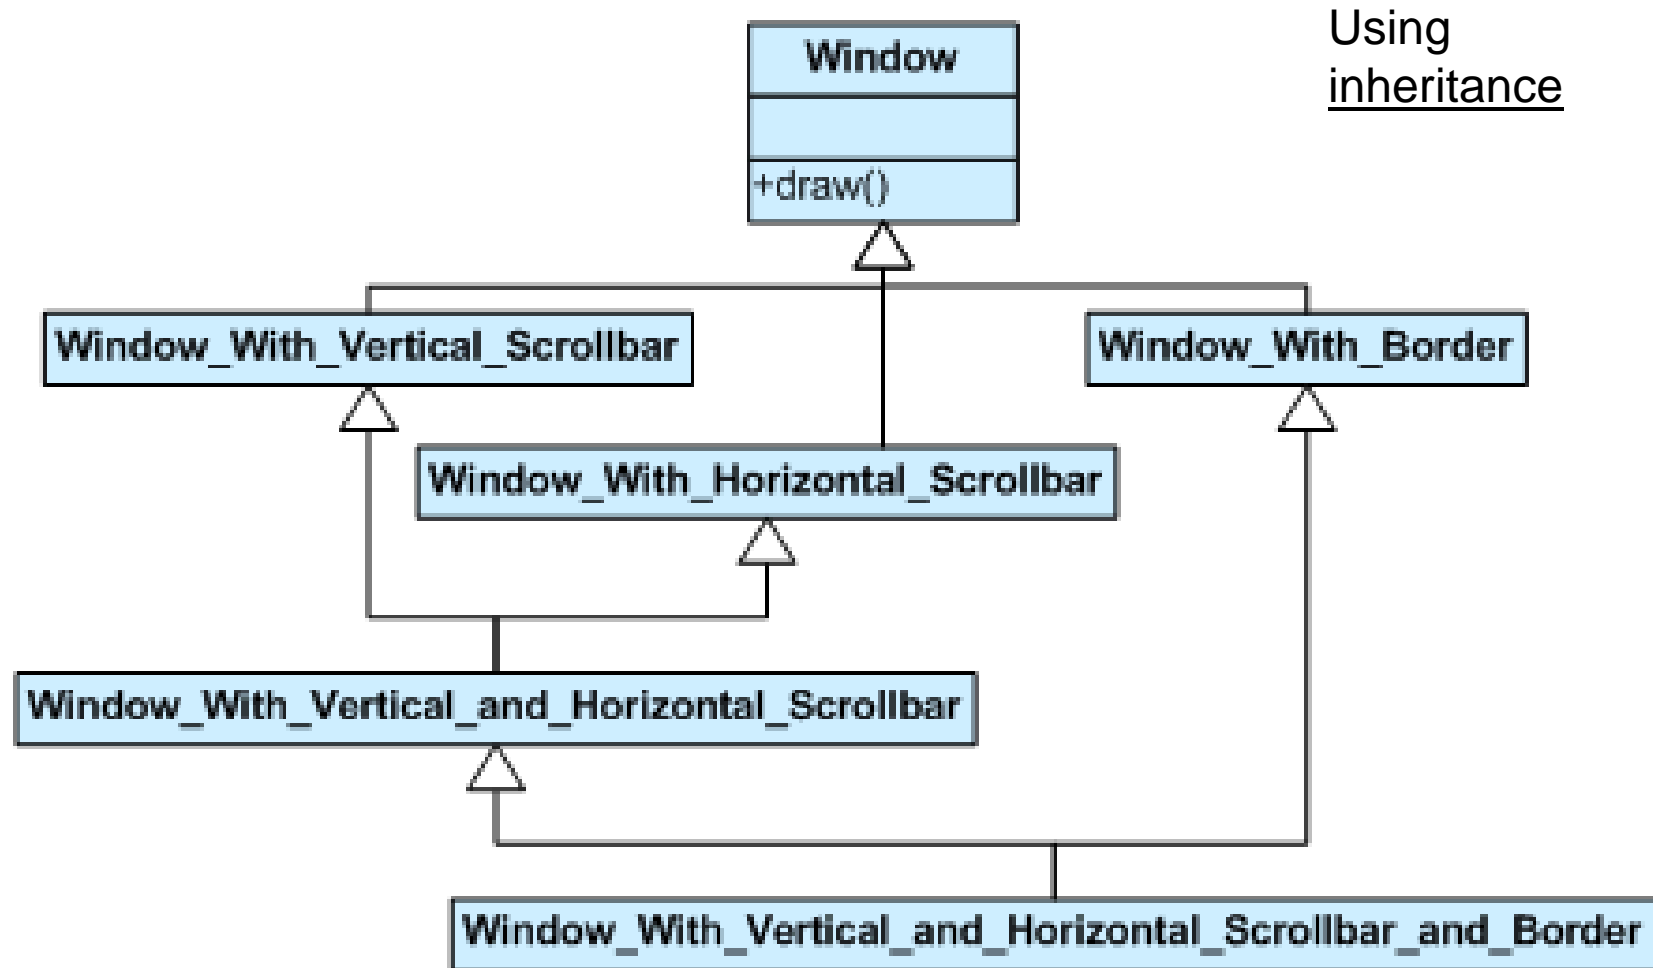 Using
inheritance
Window
+draw()
Window_With_Vertical_Scrollbar
Window_With_Border
Window_With_Horizontal_Scrollbar
Window_With_Vertical_and_Horizontal_Scrollbar
Window_With_Vertical_and_Horizontal_Scrollbar_and_Border